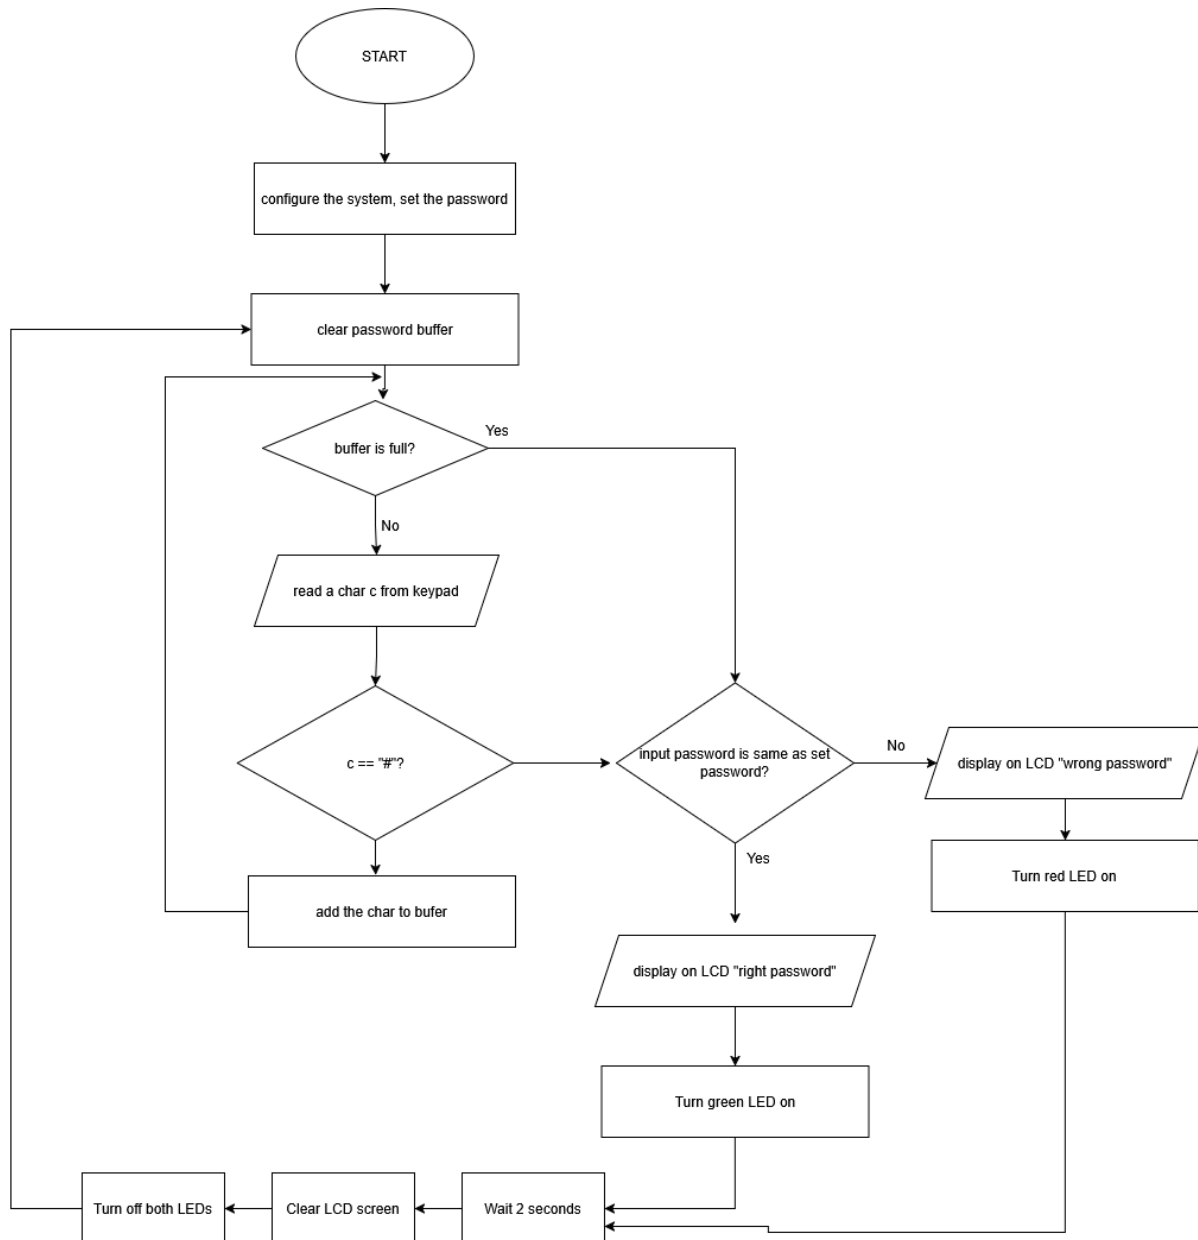 START
configure the system, set the password
clear password buffer
buffer is full?
Yes
No
read a char c from keypad
c == "#"?
input password is same as set
password?
No
display on LCD "wrong password"
Yes
Turn red LED on
add the char to bufer
display on LCD "right password"
Turn green LED on
Turn off both LEDs
Clear LCD screen
Wait 2 seconds